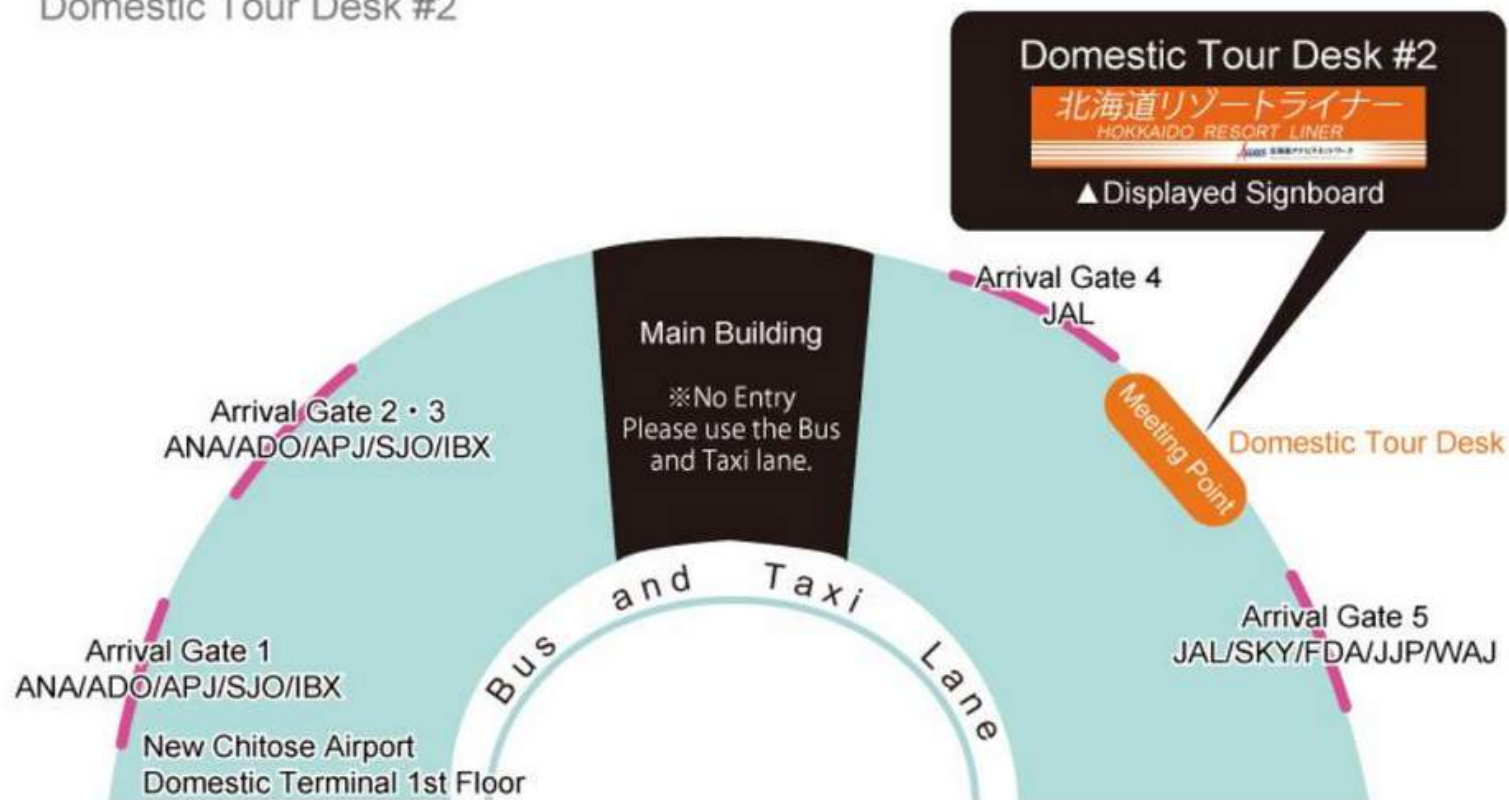 Domestic Tour Desk #2
Domestic Tour Desk #2
北海道リゾートライナー
HOKKAIDO RESORT LINER
▲Displayed Signboard
Arrival Gate 4
JAL
Main Building
※No Entry
Please use the Bus
and Taxi lane.
Meeting Point
Domestic Tour Desk
Arrival Gate 2・3
ANA/ADO/APJ/SJO/IBX
Bus and Taxi Lane
Arrival Gate 5
JAL/SKY/FDA/JJP/WAJ
Arrival Gate 1
ANA/ADO/APJ/SJO/IBX
New Chitose Airport
Domestic Terminal 1st Floor